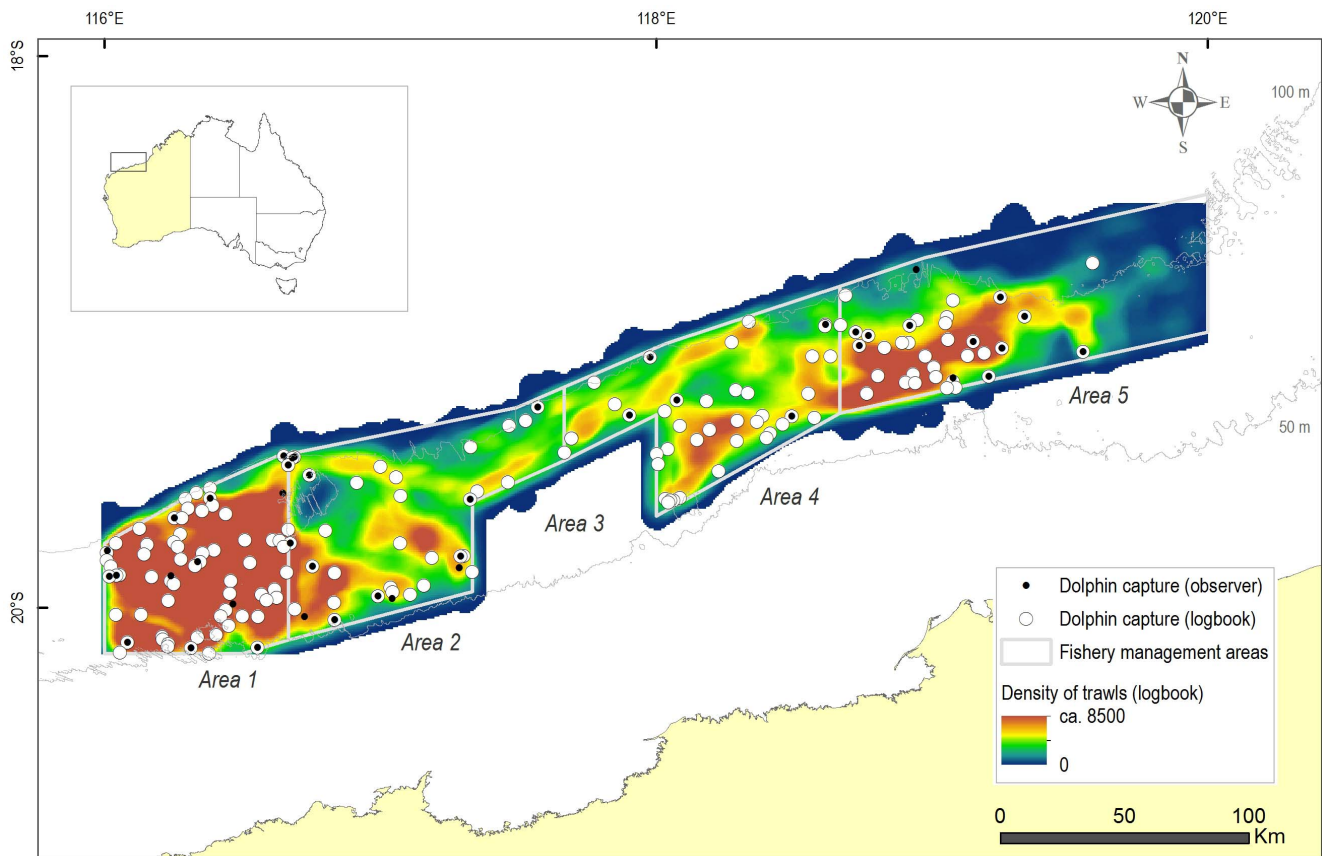 116°E
118°E
120°E
18°S
N
W
E
S
100 m
50 m
Area 5
Area 4
Area 3
Area 2
Area 1
20°S
Dolphin capture (observer)
Dolphin capture (logbook)
Fishery management areas
Density of trawls (logbook)
ca. 8500
0
0
50
100
Km